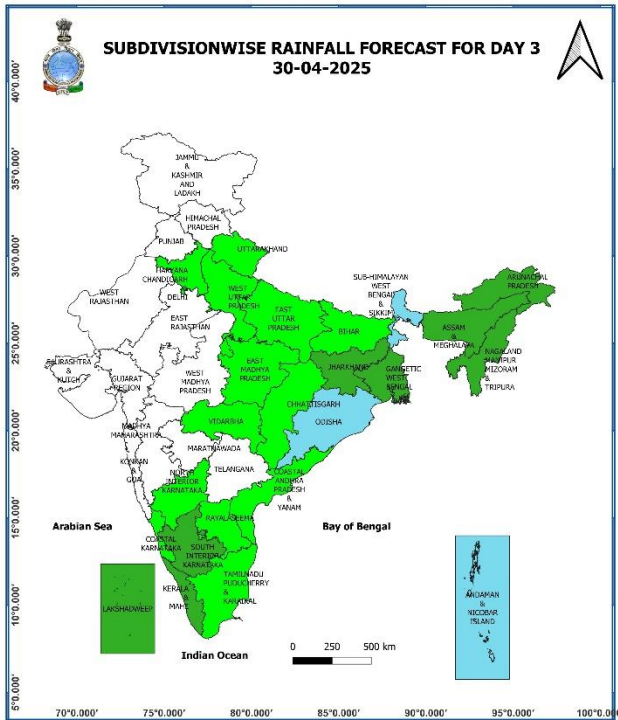 SUBDIVISIONWISE RAINFALL FORECAST FOR DAY 3
30-04-2025
40°0.000'
35°0.000'
30°0.000'
25°0.000'
20°0.000'
15°0.000'
10°0.000'
5°0.000'
JAMMU
&
KASHMIR
AND
LADAKH
HIMACHAL
PRADESH
PUNJAB
UTTARAKHAND
HARYANA
CHANDIGARH
DELHI
WEST
RAJASTHAN
EAST
RAJASTHAN
WEST
UTTAR
PRADESH
EAST
UTTAR
PRADESH
SUB-HIMALAYAN
WEST
BENGAL
&
SIKKIM
ARUNACHAL
PRADESH
ASSAM
&
MEGHALAYA
NAGALAND
MANIPUR
MIZORAM
&
TRIPURA
BIHAR
JHARKHAND
GANGETIC
WEST
BENGAL
SAURASHTRA
&
KUTCH
GUJARAT
REGION
WEST
MADHYA
PRADESH
EAST
MADHYA
PRADESH
CHHATTISGARH
ODISHA
VIDARBHA
MADHYA
MAHARASHTRA
MARATHWADA
KONKAN
&
GOA
TELANGANA
NORTH
INTERIOR
KARNATAKA
COASTAL
ANDHRA
PRADESH
&
YANAM
RAYALASEEMA
COASTAL
KARNATAKA
SOUTH
INTERIOR
KARNATAKA
TAMILNADU
PUDUCHERRY
&
KARAIKAL
KERALA
&
MAHE
LAKSHADWEEP
ANDAMAN
&
NICOBAR
ISLAND
Arabian Sea
Bay of Bengal
Indian Ocean
0 250 500 km
70°0.000' 75°0.000' 80°0.000' 85°0.000' 90°0.000' 95°0.000' 100°0.00